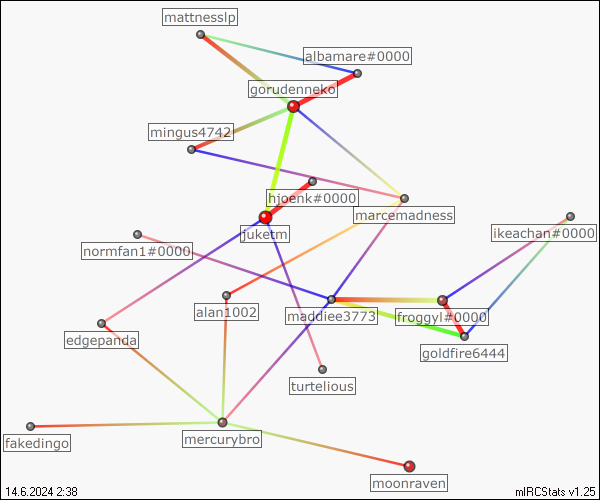 mattnesslp
albamare#0000
gorudenneko
mingus4742
hjoenk#0000
marcemadness
juketm
ikeachan#0000
normfan1#0000
alan1002
maddiee3773
froggyl#0000
edgepanda
goldfire6444
turtelious
mercurybro
fakedingo
moonraven
14.6.2024 2:38
mIRCStats v1.25